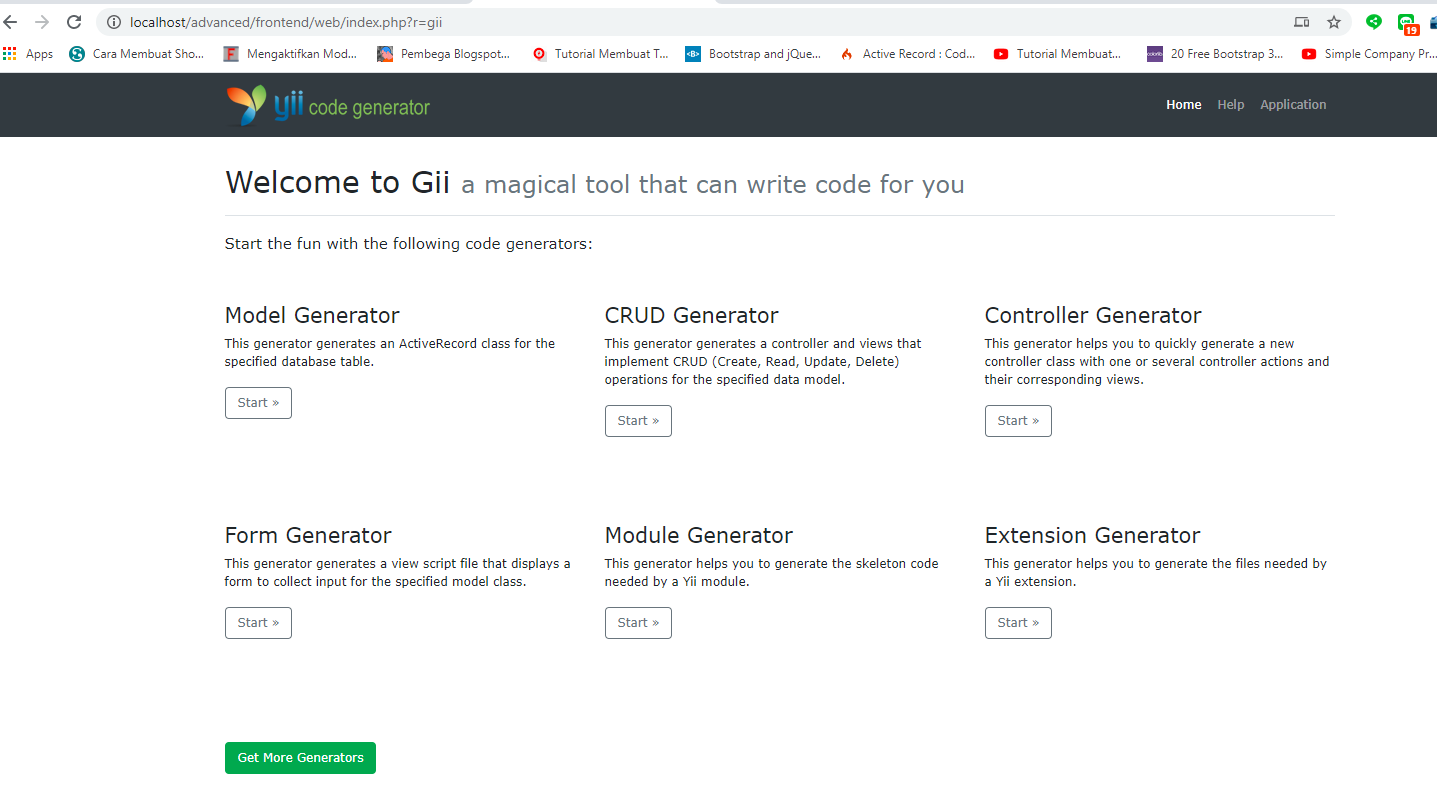 localhost/advanced/frontend/web/index.php?r=gii
19
Apps
Cara Membuat Sho...
Mengaktifkan Mod...
Pembega Blogspot...
Tutorial Membuat T...
<B>
Bootstrap and jQue...
Active Record : Cod...
Tutorial Membuat...
20 Free Bootstrap 3...
Simple Company Pr...
yii code generator
Home
Help
Application
Welcome to Gii a magical tool that can write code for you
Start the fun with the following code generators:
Model Generator
This generator generates an ActiveRecord class for the
specified database table.
Start »
CRUD Generator
This generator generates a controller and views that
implement CRUD (Create, Read, Update, Delete)
operations for the specified data model.
Start »
Controller Generator
This generator helps you to quickly generate a new
controller class with one or several controller actions and
their corresponding views.
Start »
Form Generator
This generator generates a view script file that displays a
form to collect input for the specified model class.
Start »
Module Generator
This generator helps you to generate the skeleton code
needed by a Yii module.
Start »
Extension Generator
This generator helps you to generate the files needed by
a Yii extension.
Start »
Get More Generators